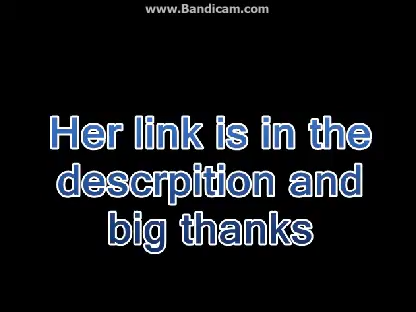 www.Bandicam.com
Her link is in the
descrpition and
big thanks